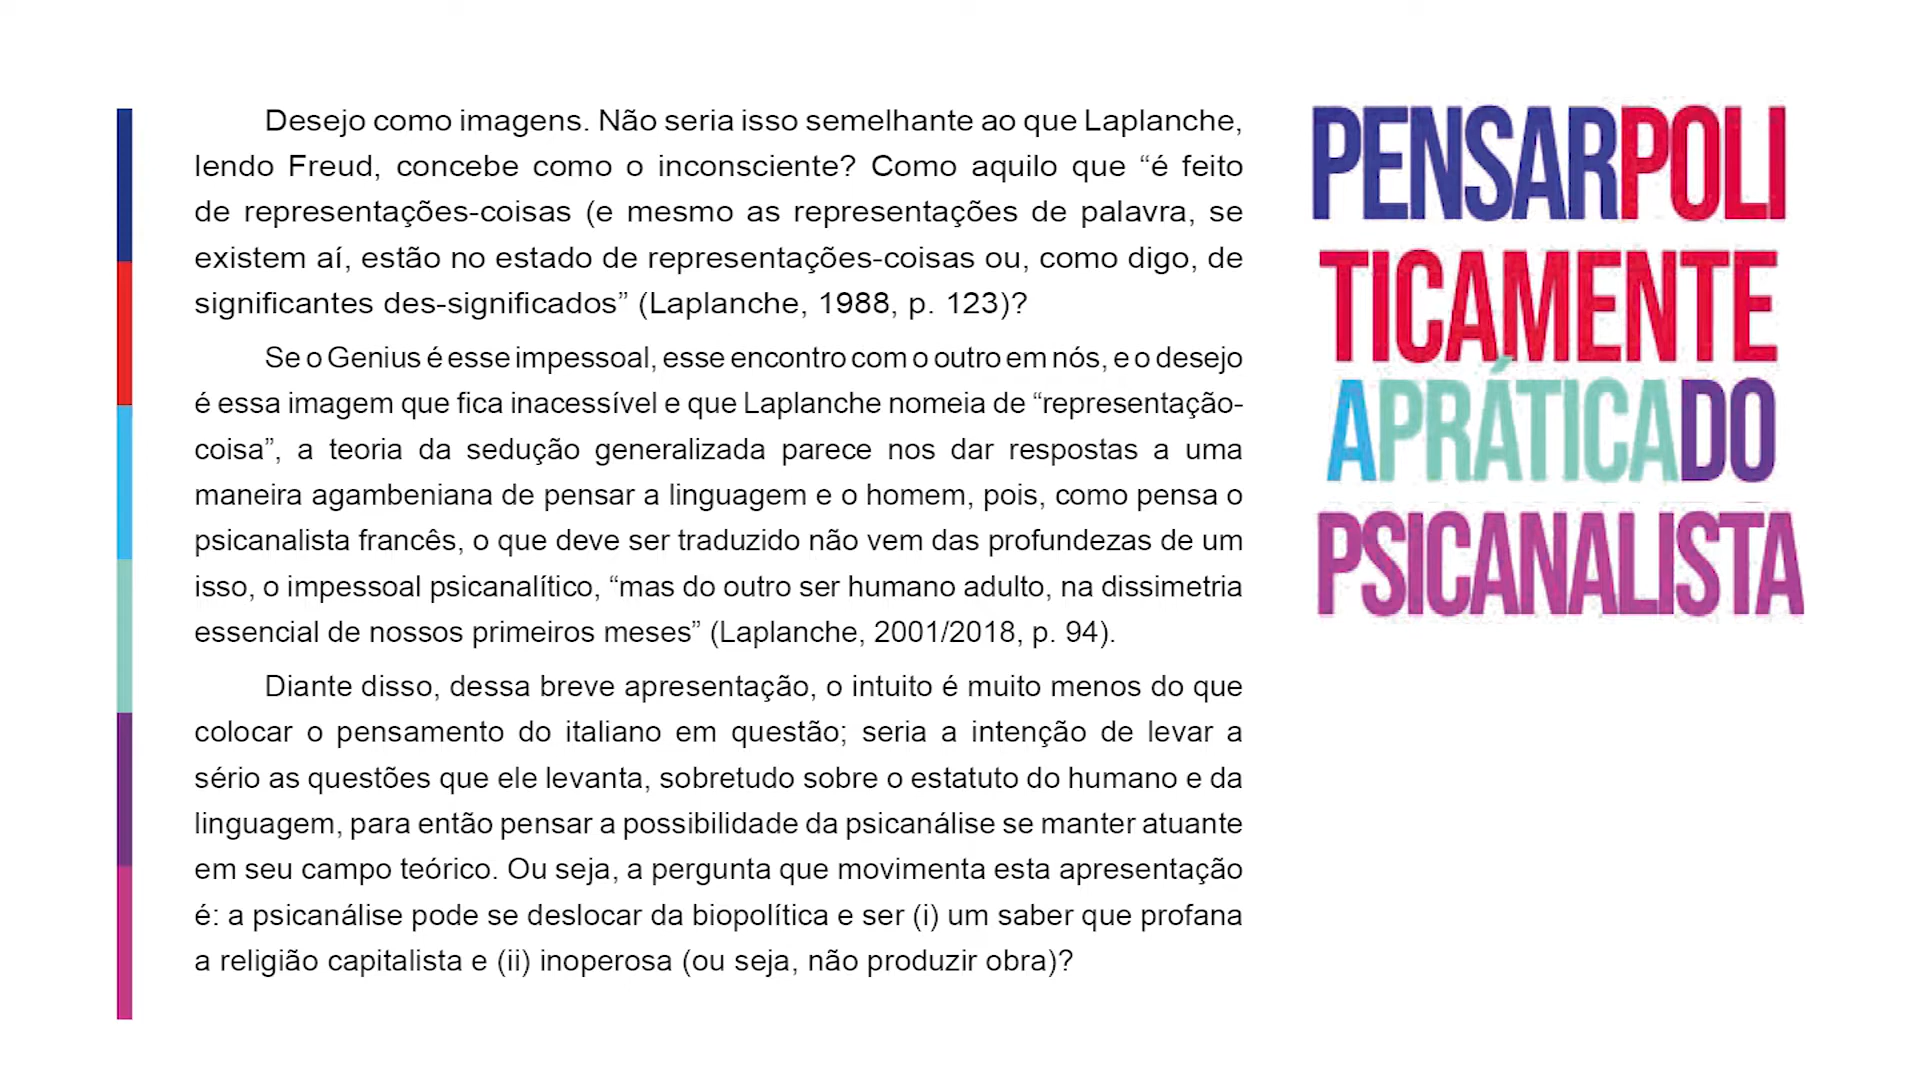 Desejo como imagens. Não seria isso semelhante ao que Laplanche,
lendo Freud, concebe como o inconsciente? Como aquilo que “é feito
de representações-coisas (e mesmo as representações de palavra, se
existem aí, estão no estado de representações-coisas ou, como digo, de
significantes des-significados” (Laplanche, 1988, p. 123)?
Se o Genius é esse impessoal, esse encontro com o outro em nós, e o desejo
é essa imagem que fica inacessível e que Laplanche nomeia de “representação-
coisa”, a teoria da sedução generalizada parece nos dar respostas a uma
maneira agambeniana de pensar a linguagem e o homem, pois, como pensa o
psicanalista francês, o que deve ser traduzido não vem das profundezas de um
isso, o impessoal psicanalítico, “mas do outro ser humano adulto, na dissimetria
essencial de nossos primeiros meses” (Laplanche, 2001/2018, p. 94).
Diante disso, dessa breve apresentação, o intuito é muito menos do que
colocar o pensamento do italiano em questão; seria a intenção de levar a
sério as questões que ele levanta, sobretudo sobre o estatuto do humano e da
linguagem, para então pensar a possibilidade da psicanálise se manter atuante
em seu campo teórico. Ou seja, a pergunta que movimenta esta apresentação
é: a psicanálise pode se deslocar da biopolítica e ser (i) um saber que profana
a religião capitalista e (ii) inoperosa (ou seja, não produzir obra)?
PENSARPOLI
TICAMENTE
APRÁTICADO
PSICANALISTA